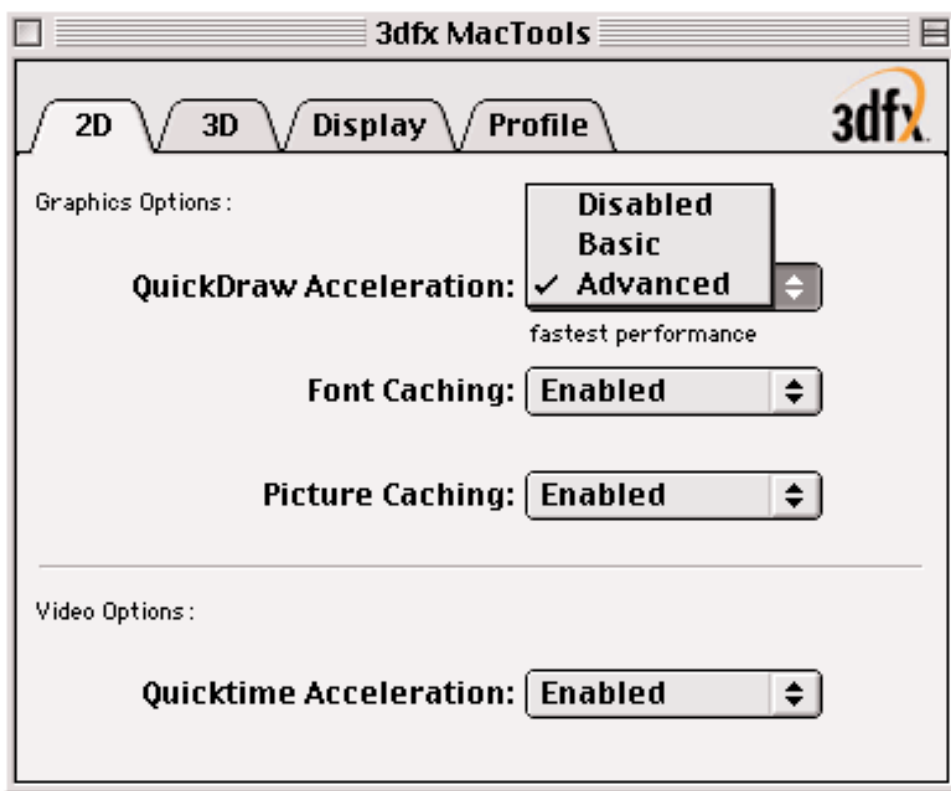 3dfx MacTools
2D 3D Display Profile
3dfx
Graphics Options:
Disabled
Basic
QuickDraw Acceleration: ✓ Advanced
fastest performance
Font Caching: Enabled
Picture Caching: Enabled
Video Options:
Quicktime Acceleration: Enabled